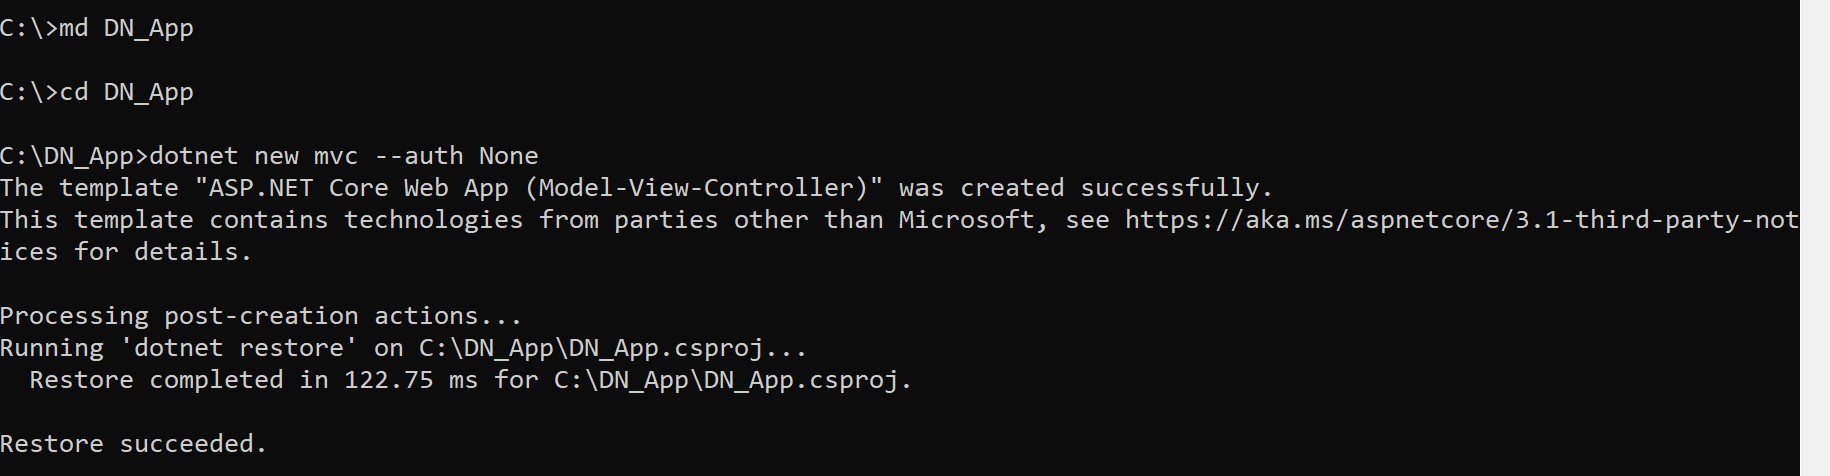 C:\>md DN_App
C:\>cd DN_App
C:\DN_App>dotnet new mvc --auth None
The template "ASP.NET Core Web App (Model-View-Controller)" was created successfully.
This template contains technologies from parties other than Microsoft, see https://aka.ms/aspnetcore/3.1-third-party-not
ices for details.
Processing post-creation actions...
Running 'dotnet restore' on C:\DN_App\DN_App.csproj...
  Restore completed in 122.75 ms for C:\DN_App\DN_App.csproj.
Restore succeeded.